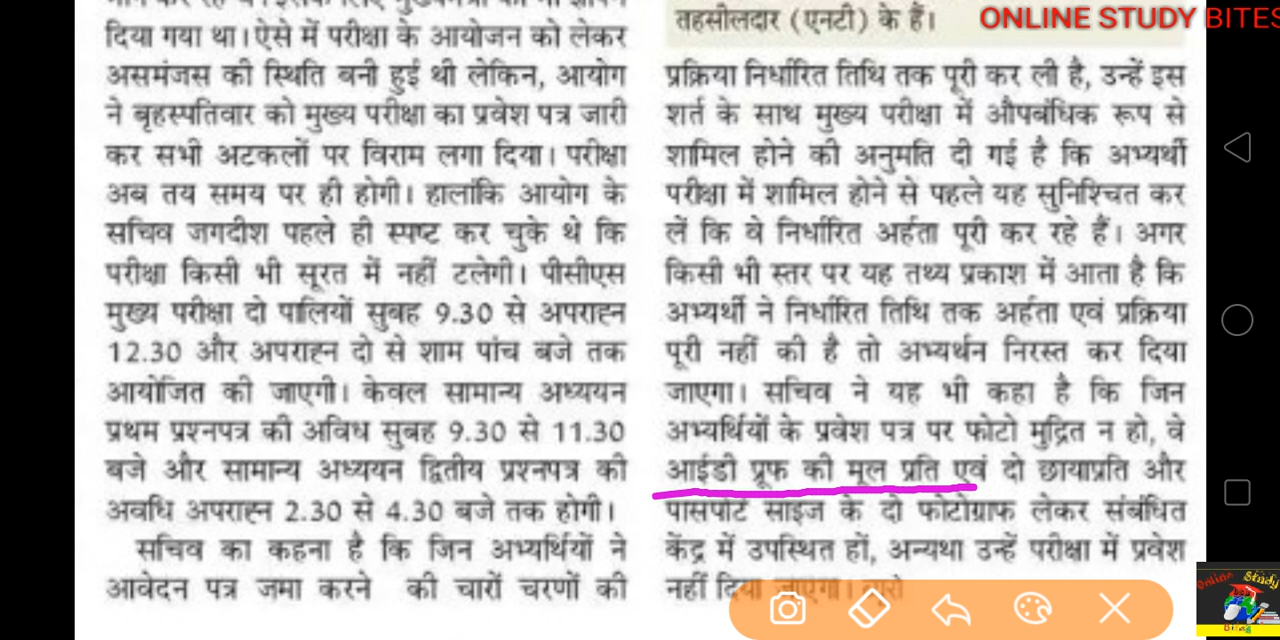 दिया गया था। ऐसे में परीक्षा के आयोजन को लेकर
असमंजस की स्थिति बनी हुई थी लेकिन, आयोग
ने बृहस्पतिवार को मुख्य परीक्षा का प्रवेश पत्र जारी
कर सभी अटकलों पर विराम लगा दिया। परीक्षा
अब तय समय पर ही होगी। हालांकि आयोग के
सचिव जगदीश पहले ही स्पष्ट कर चुके थे कि
परीक्षा किसी भी सूरत में नहीं टलेगी। पीसीएस
मुख्य परीक्षा दो पालियों सुबह 9.30 से अपराह्न
12.30 और अपराह्न दो से शाम पांच बजे तक
आयोजित की जाएगी। केवल सामान्य अध्ययन
प्रथम प्रश्नपत्र की अवधि सुबह 9.30 से 11.30
बजे और सामान्य अध्ययन द्वितीय प्रश्नपत्र की
अवधि अपराह्न 2.30 से 4.30 बजे तक होगी।
सचिव का कहना है कि जिन अभ्यर्थियों ने
आवेदन पत्र जमा करने की चारों चरणों की
तहसीलदार (एनटी) के हैं।
प्रक्रिया निर्धारित तिथि तक पूरी कर ली है, उन्हें इस
शर्त के साथ मुख्य परीक्षा में औपबंधिक रूप से
शामिल होने की अनुमति दी गई है कि अभ्यर्थी
परीक्षा में शामिल होने से पहले यह सुनिश्चित कर
लें कि वे निर्धारित अर्हता पूरी कर रहे हैं। अगर
किसी भी स्तर पर यह तथ्य प्रकाश में आता है कि
अभ्यर्थी ने निर्धारित तिथि तक अर्हता एवं प्रक्रिया
पूरी नहीं की है तो अभ्यर्थन निरस्त कर दिया
जाएगा। सचिव ने यह भी कहा है कि जिन
अभ्यर्थियों के प्रवेश पत्र पर फोटो मुद्रित न हो, वे
आईडी प्रूफ की मूल प्रति एवं दो छायाप्रति और
पासपोर्ट साइज के दो फोटोग्राफ लेकर संबंधित
केंद्र में उपस्थित हों, अन्यथा उन्हें परीक्षा में प्रवेश
नहीं दिया जाएगा।
ONLINE STUDY BITES
Online Study
Bites